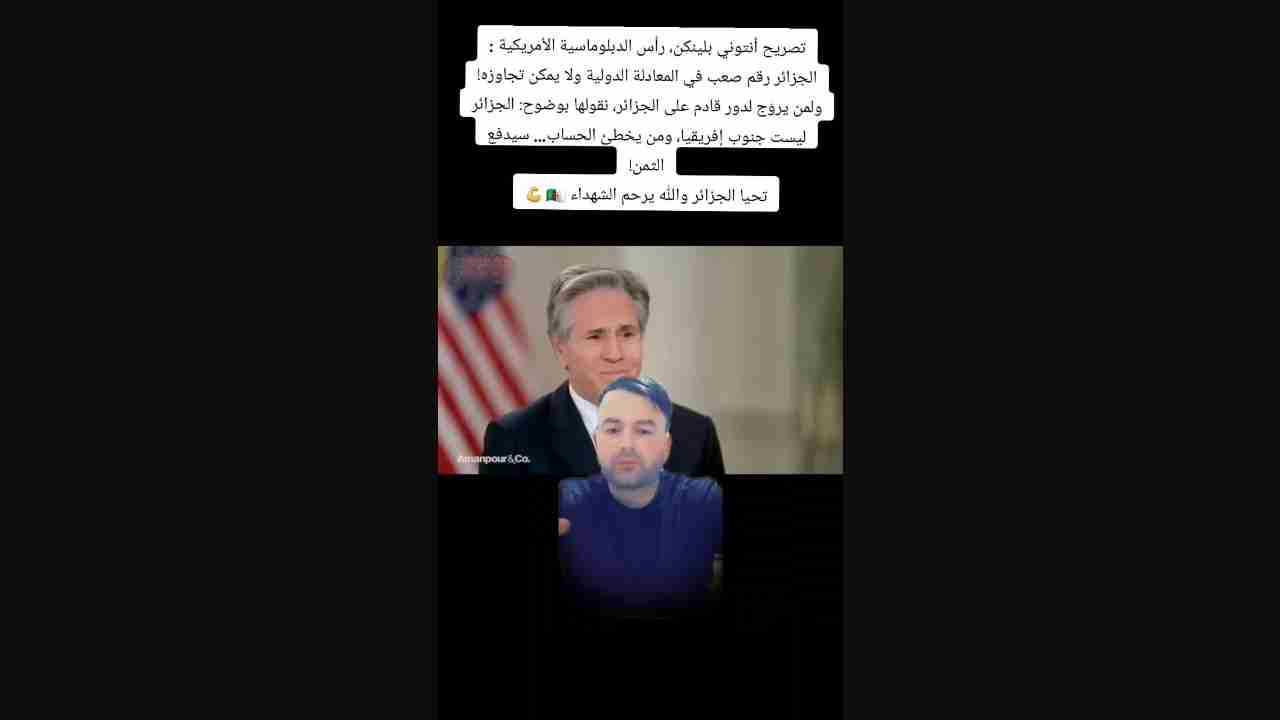 تصريح أنتوني بلينكن، رأس الدبلوماسية الأمريكية :
الجزائر رقم صعب في المعادلة الدولية ولا يمكن تجاوزه!
ولمن يروّج لدور قادم على الجزائر، نقولها بوضوح: الجزائر
ليست جنوب إفريقيا، ومن يخطئ الحساب... سيدفع
الثمن!
تحيا الجزائر والله يرحم الشهداء 🇩🇿💪
Amanpour&Co.